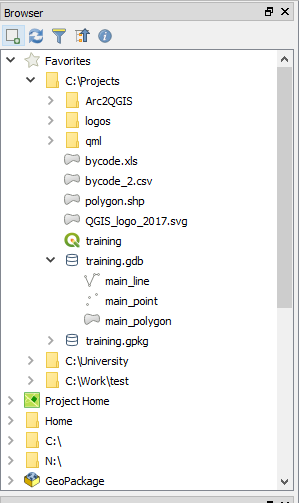 Browser
Favorites
C:\Projects
Arc2QGIS
logos
qml
bycode.xls
bycode_2.csv
polygon.shp
QGIS_logo_2017.svg
training
training.gdb
main_line
main_point
main_polygon
training.gpkg
C:\University
C:\Work\test
Project Home
Home
C:\
N:\
GeoPackage